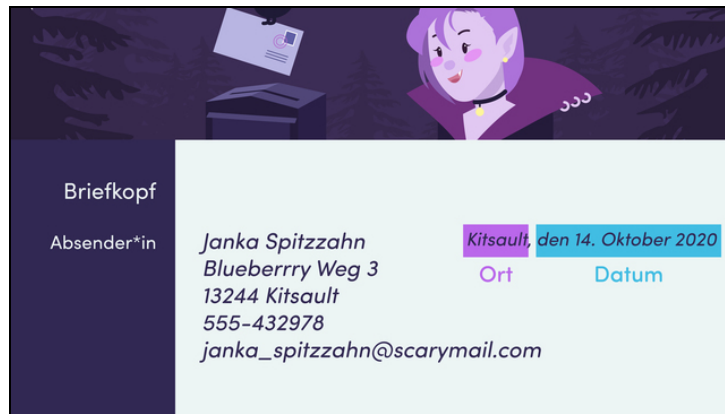 Briefkopf
Absender*in
Janka Spitzzahn
Blueberrry Weg 3
13244 Kitsault
555-432978
janka_spitzzahn@scarymail.com
Kitsault, den 14. Oktober 2020
Ort
Datum